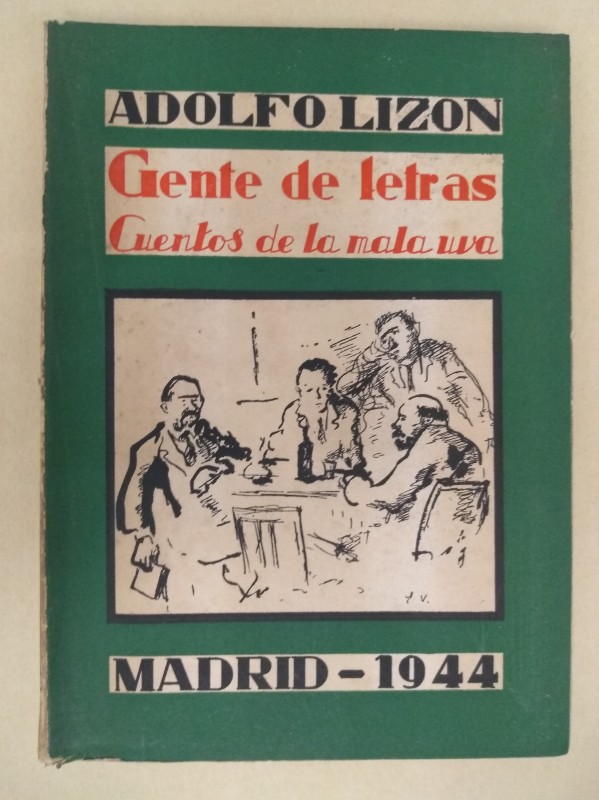 ADOLFO LIZON
Gente de letras
Cuentos de la mala uva
MADRID - 1944